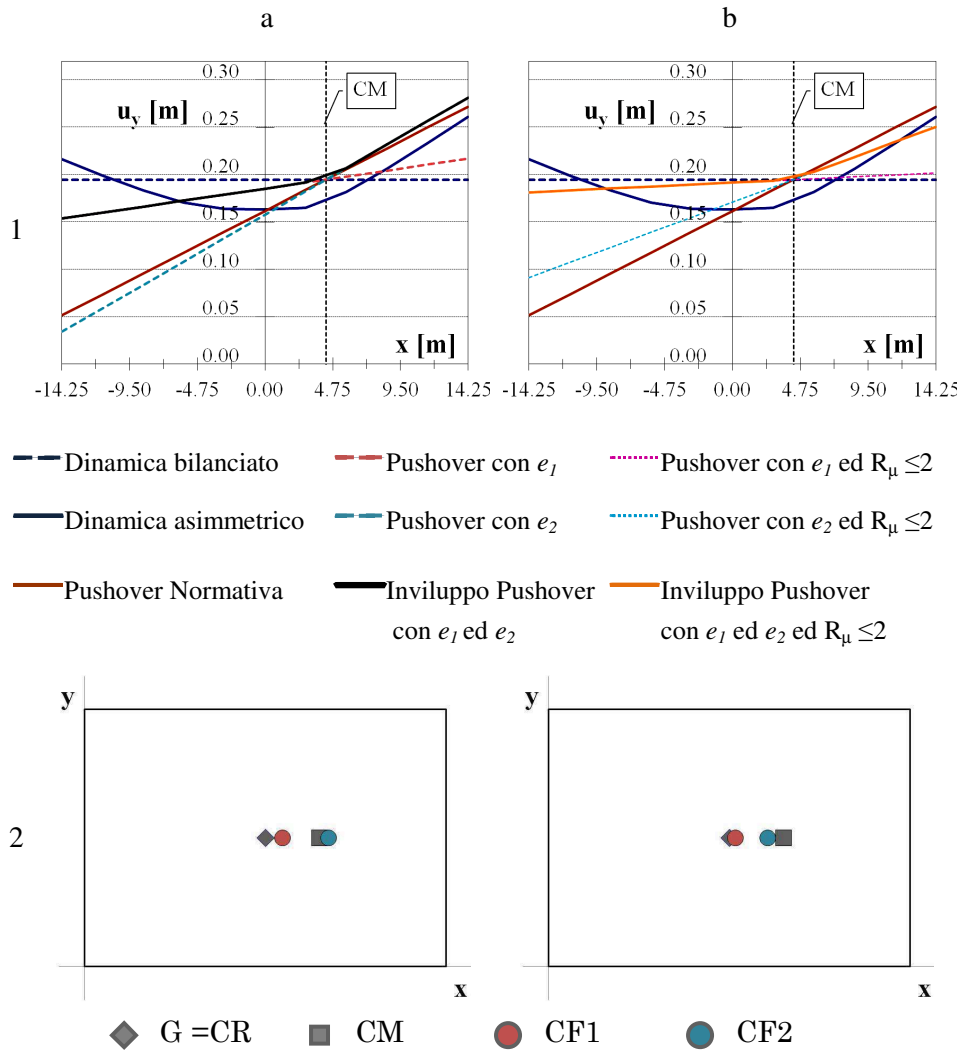 a
b
0.30
0.25
0.20
0.15
0.10
0.05
0.00
u_y [m]
CM
x [m]
-14.25 -9.50 -4.75 0.00 4.75 9.50 14.25
0.30
0.25
0.20
0.15
0.10
0.05
0.00
u_y [m]
CM
x [m]
-14.25 -9.50 -4.75 0.00 4.75 9.50 14.25
1
Dinamica bilanciato
Pushover con e₁
Pushover con e₁ ed Rμ ≤2
Dinamica asimmetrico
Pushover con e₂
Pushover con e₂ ed Rμ ≤2
Pushover Normativa
Inviluppo Pushover
con e₁ ed e₂
Inviluppo Pushover
con e₁ ed e₂ ed Rμ ≤2
2
y
x
y
x
G =CR
CM
CF1
CF2